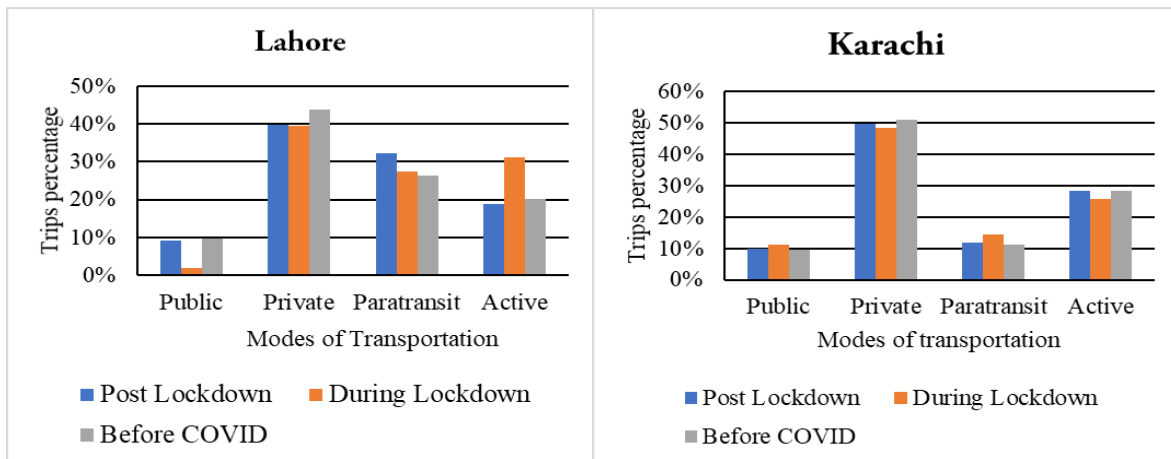 Lahore
Trips percentage
50%
40%
30%
20%
10%
0%
Public Private Paratransit Active
Modes of Transportation
Post Lockdown During Lockdown
Before COVID
Karachi
Trips percentage
60%
50%
40%
30%
20%
10%
0%
Public Private Paratransit Active
Modes of transportation
Post Lockdown During Lockdown
Before COVID